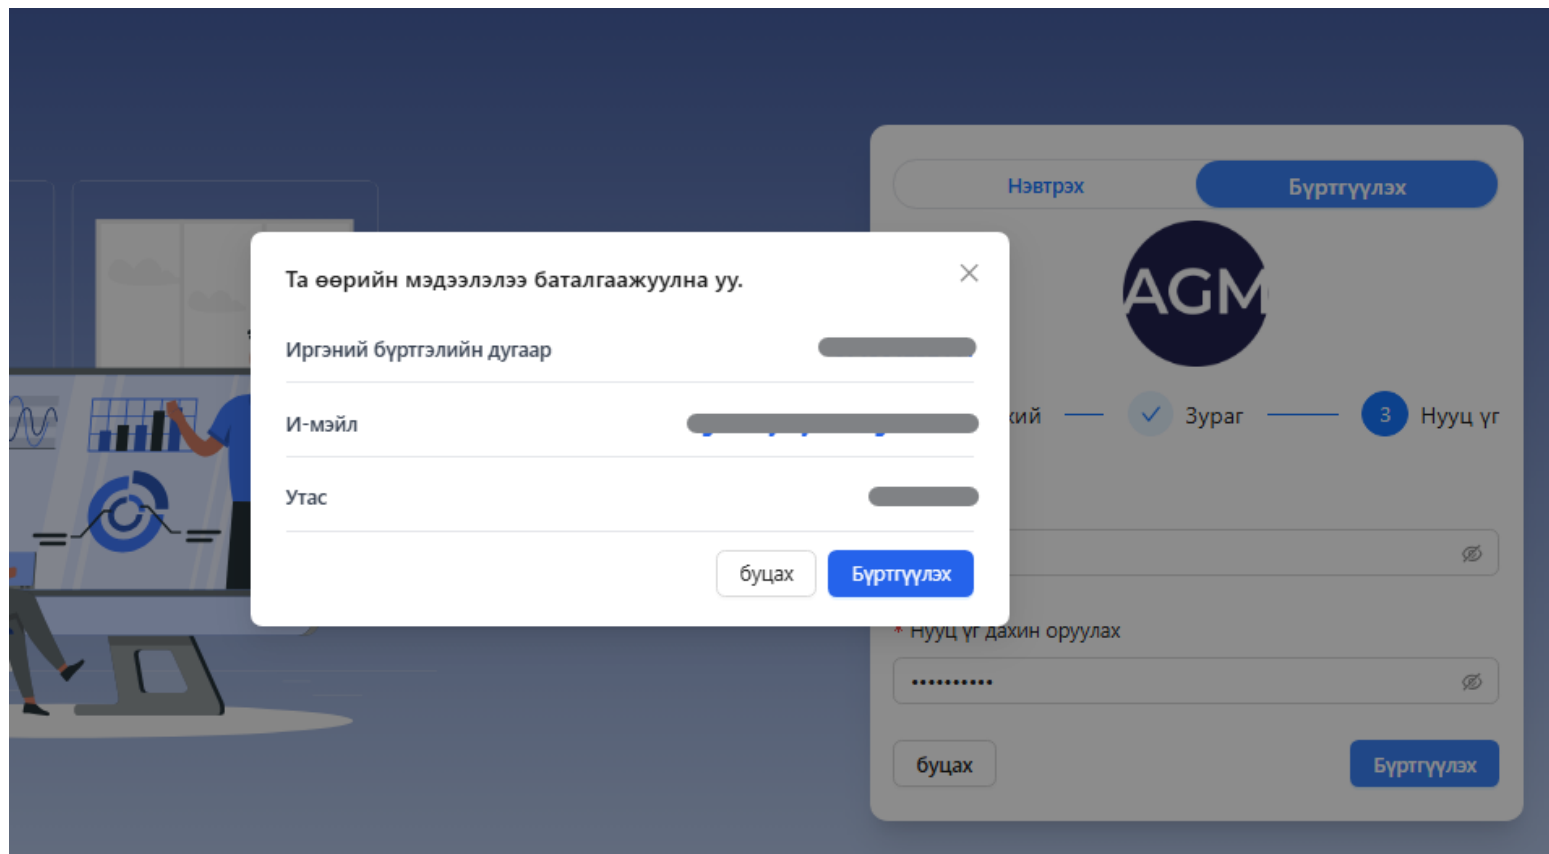 Нэвтрэх
Бүртгүүлэх
AGM
Зураг
3 Нууц үг
Та өөрийн мэдээлэлээ баталгаажуулна уу.
Иргэний бүртгэлийн дугаар
И-мэйл
Утас
буцах
Бүртгүүлэх
* Нууц үг дахин оруулах
буцах
Бүртгүүлэх